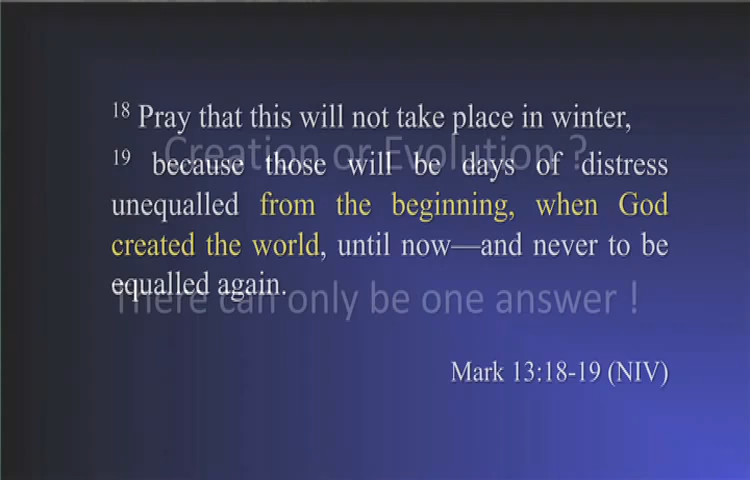 18 Pray that this will not take place in winter,
Creation or Evolution ?
19 because those will be days of distress
unequalled from the beginning, when God
created the world, until now—and never to be
equalled again.
There can only be one answer !
Mark 13:18-19 (NIV)